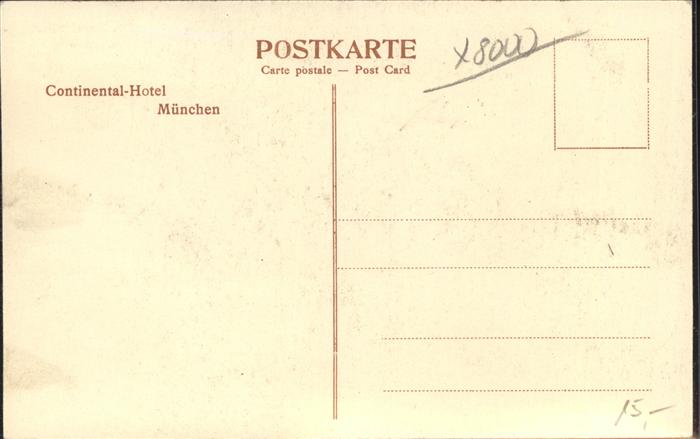 POSTKARTE
Carte postale — Post Card
x8000
Continental-Hotel
München
15,-